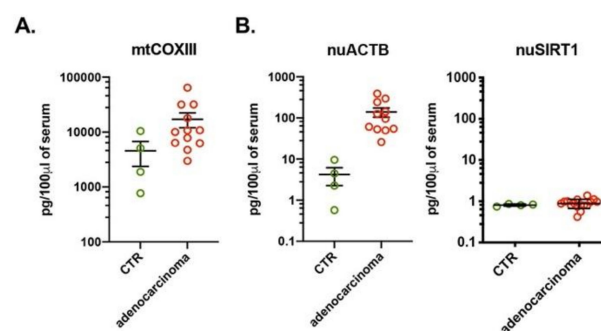 A.
mtCOXIII
pg/100µl of serum
100000
10000
1000
100
CTR
adenocarcinoma
B.
nuACTB
pg/100µl of serum
1000
100
10
1
0.1
CTR
adenocarcinoma
nuSIRT1
pg/100µl of serum
1000
100
10
1
0.1
CTR
adenocarcinoma